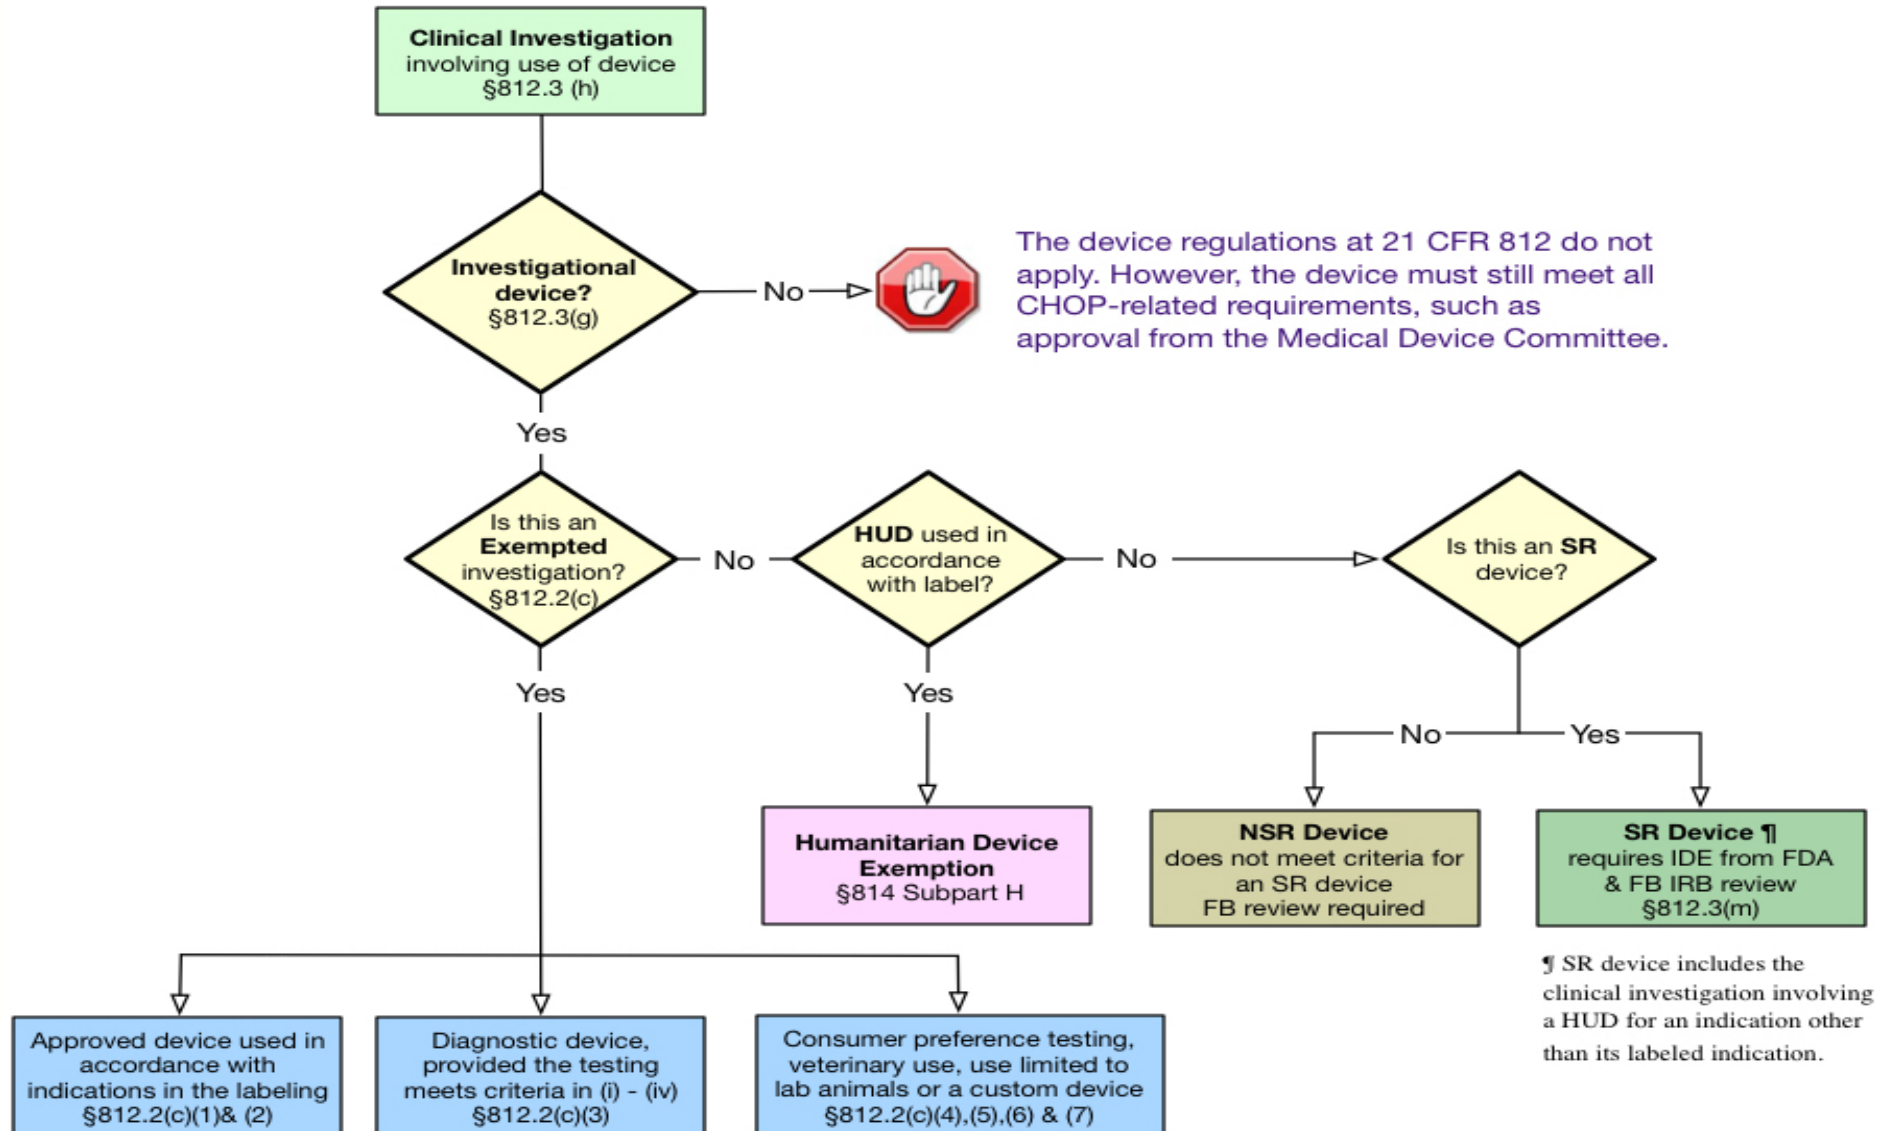 Clinical Investigation
involving use of device
§812.3 (h)
Investigational
device?
§812.3(g)
No
The device regulations at 21 CFR 812 do not
apply. However, the device must still meet all
CHOP-related requirements, such as
approval from the Medical Device Committee.
Yes
Is this an
Exempted
investigation?
§812.2(c)
No
HUD used in
accordance
with label?
No
Is this an SR
device?
Yes
Yes
No
Yes
Humanitarian Device
Exemption
§814 Subpart H
NSR Device
does not meet criteria for
an SR device
FB review required
SR Device ¶
requires IDE from FDA
& FB IRB review
§812.3(m)
¶ SR device includes the
clinical investigation involving
a HUD for an indication other
than its labeled indication.
Approved device used in
accordance with
indications in the labeling
§812.2(c)(1)& (2)
Diagnostic device,
provided the testing
meets criteria in (i) - (iv)
§812.2(c)(3)
Consumer preference testing,
veterinary use, use limited to
lab animals or a custom device
§812.2(c)(4),(5),(6) & (7)